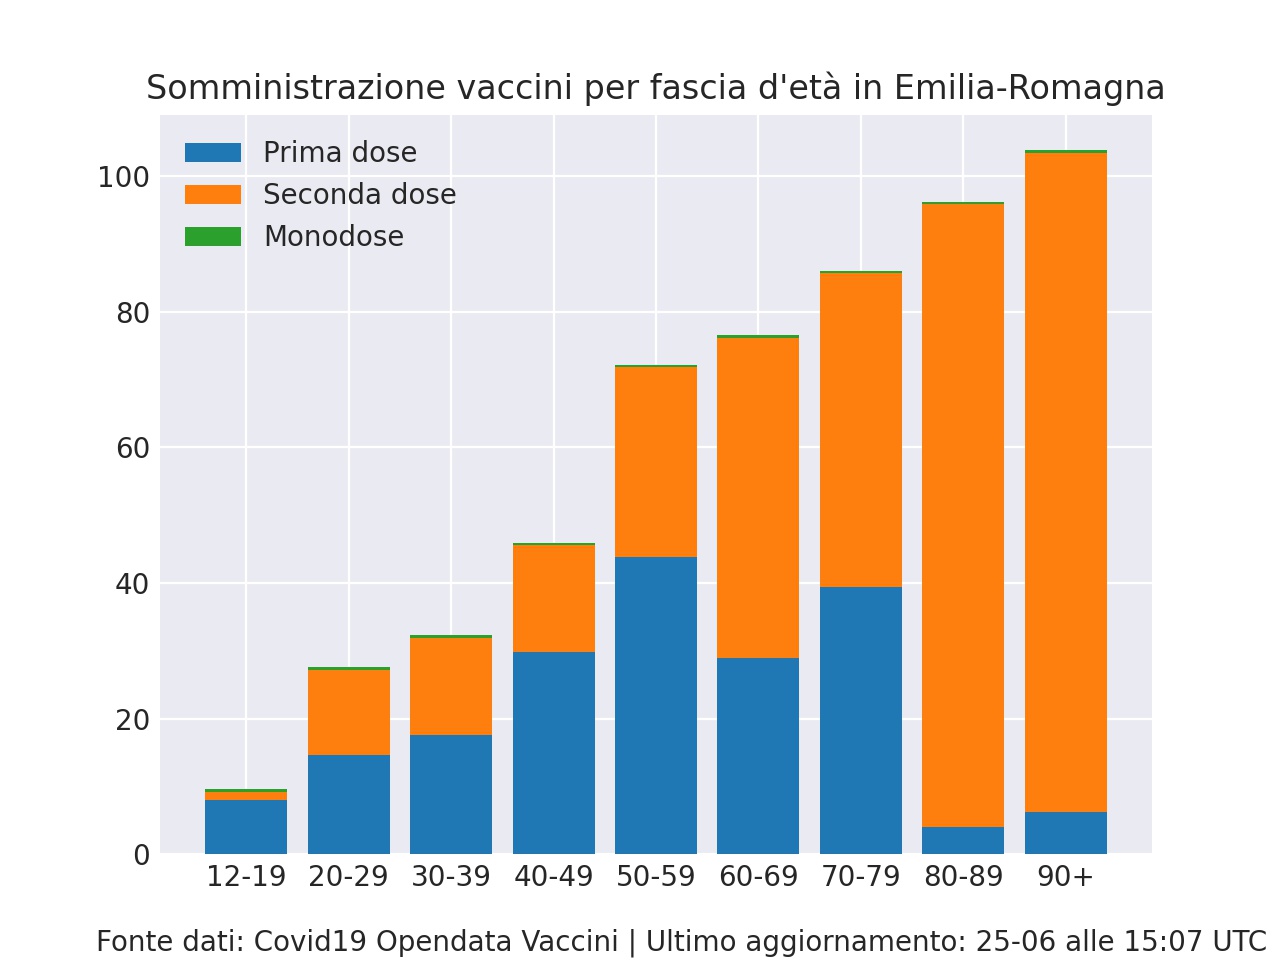 Somministrazione vaccini per fascia d'età in Emilia-Romagna
Prima dose
Seconda dose
Monodose
100
80
60
40
20
0
12-19 20-29 30-39 40-49 50-59 60-69 70-79 80-89 90+
Fonte dati: Covid19 Opendata Vaccini | Ultimo aggiornamento: 25-06 alle 15:07 UTC